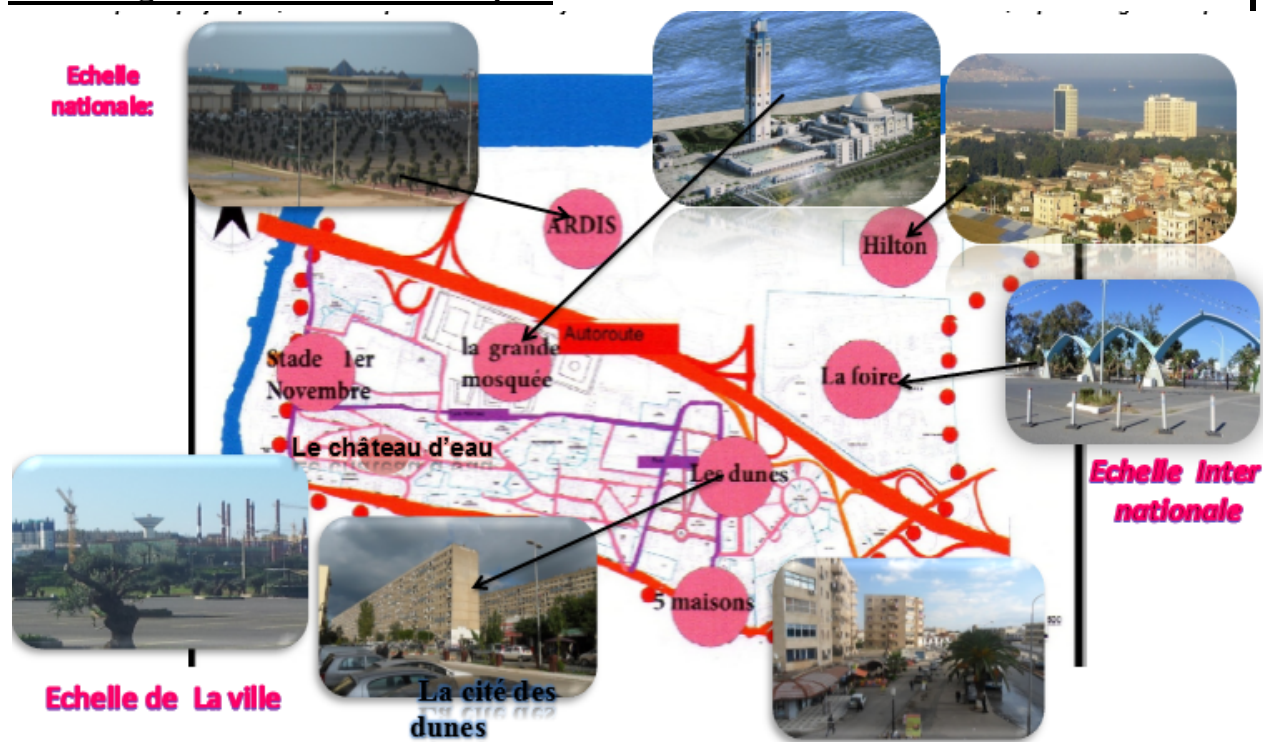 Echelle
nationale:
ARDIS
Hilton
Autoroute
la grande
mosquée
Stade 1er
Novembre
La foire
Le château d'eau
Les dunes
Echelle Inter
nationale
5 maisons
Echelle de La ville
La cité des
dunes